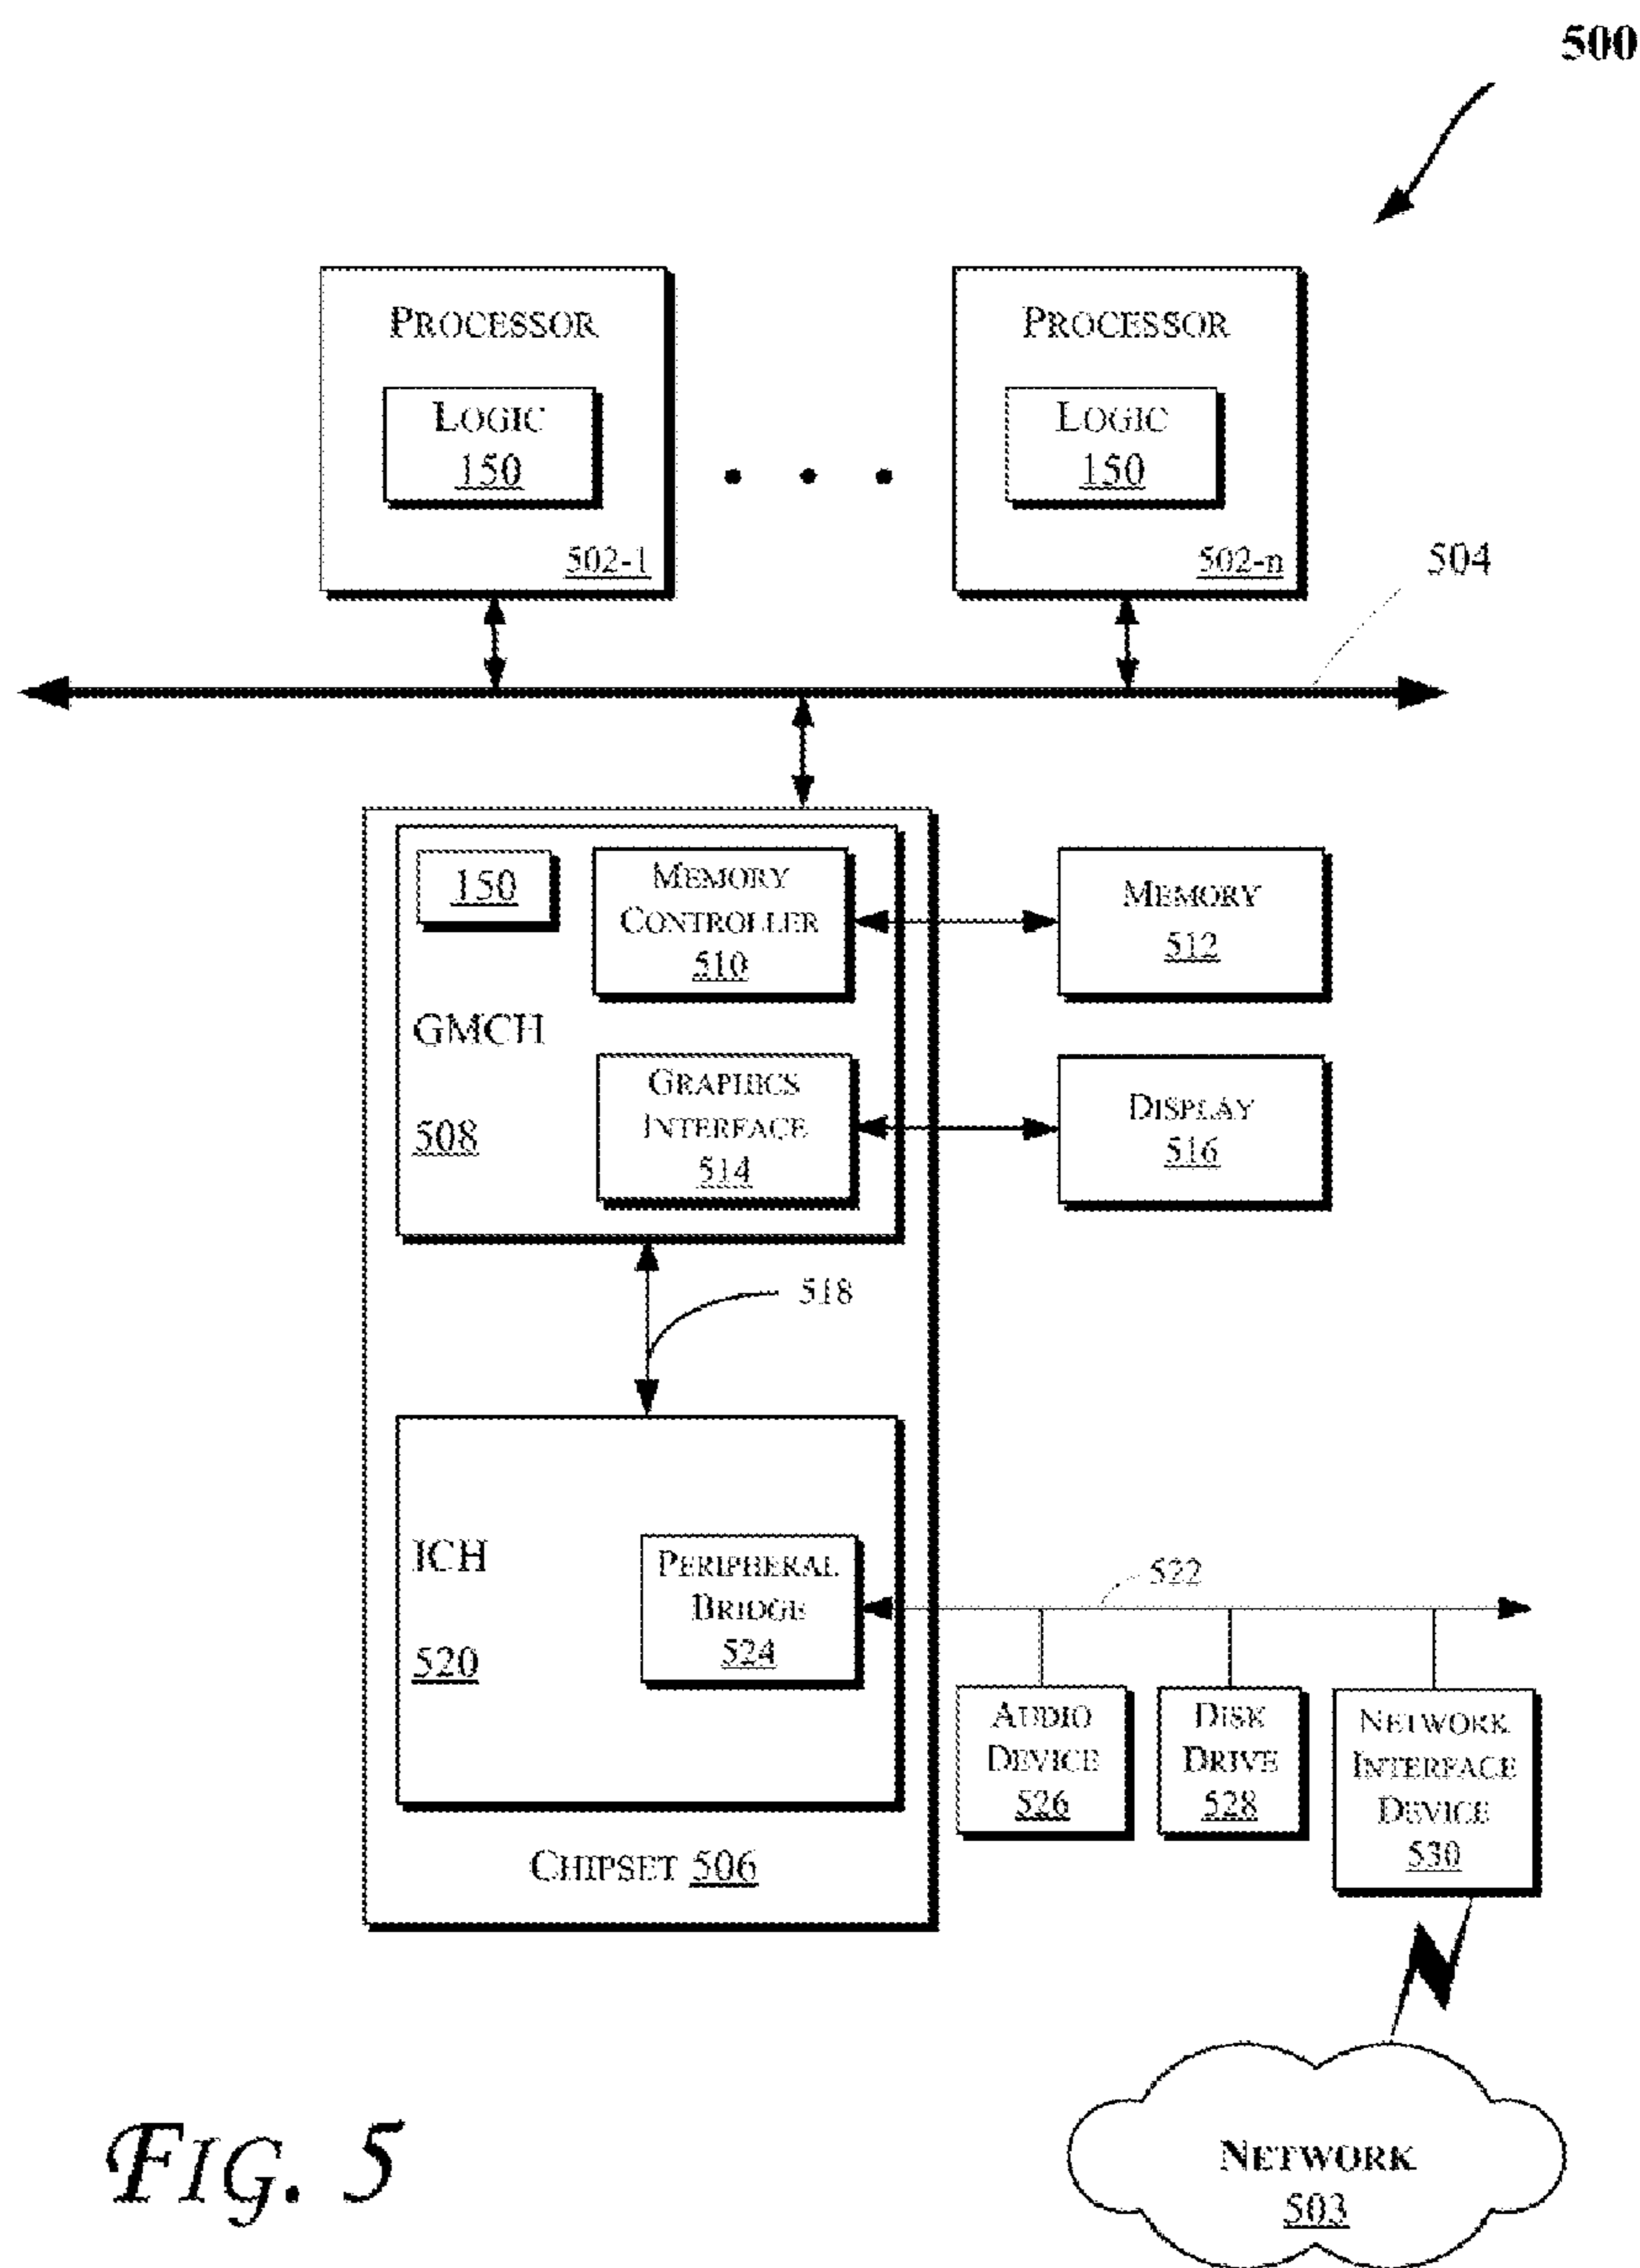 500
PROCESSOR
LOGIC
150
502-1
PROCESSOR
LOGIC
150
502-n
504
150
MEMORY
CONTROLLER
510
MEMORY
512
GMCH
508
GRAPHICS
INTERFACE
514
DISPLAY
516
518
ICH
520
PERIPHERAL
BRIDGE
524
522
AUDIO
DEVICE
526
DISK
DRIVE
528
NETWORK
INTERFACE
DEVICE
530
CHIPSET 506
NETWORK
503
FIG. 5